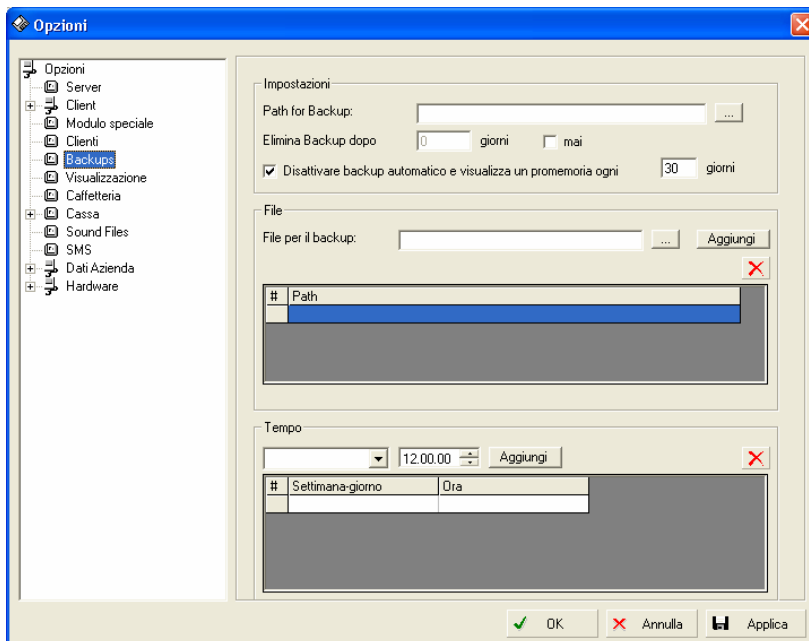 Opzioni
Opzioni
Server
Client
Modulo speciale
Clienti
Backups
Visualizzazione
Caffetteria
Cassa
Sound Files
SMS
Dati Azienda
Hardware
Impostazioni
Path for Backup: ...
Elimina Backup dopo 0 giorni mai
Disattivare backup automatico e visualizza un promemoria ogni 30 giorni
File
File per il backup: ... Aggiungi
# Path
Tempo
12.00.00 Aggiungi
# Settimana-giorno Ora
OK Annulla Applica